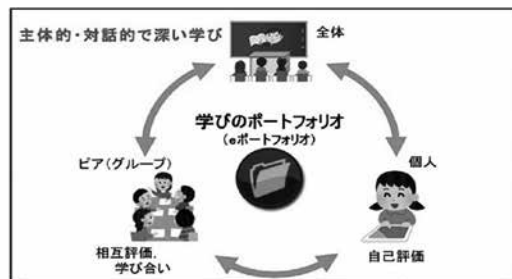 主体的・対話的で深い学び
全体
学びのポートフォリオ
(eポートフォリオ)
ピア(グループ)
個人
相互評価,
学び合い
自己評価